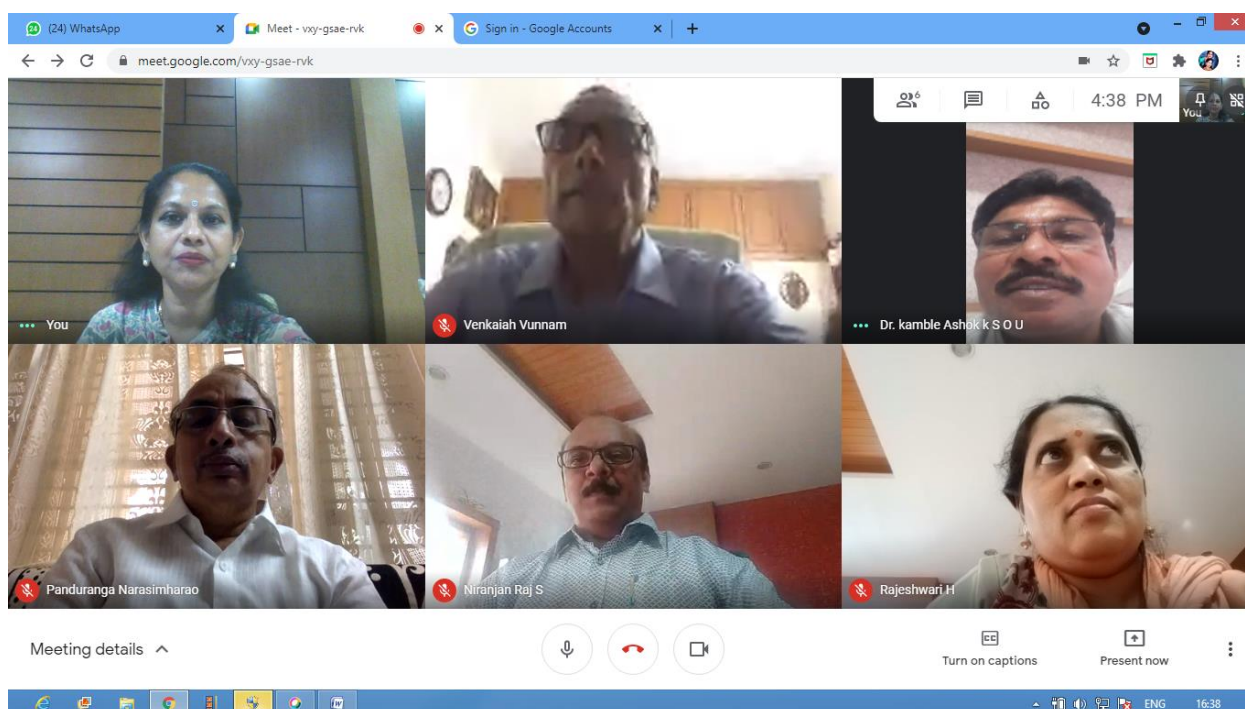 (24) WhatsApp
Meet - vxy-gsae-rvk
Sign in - Google Accounts
meet.google.com/vxy-gsae-rvk
6
4:38 PM
You
You
Venkaiah Vunnam
Dr. kamble Ashok k S O U
Panduranga Narasimharao
Niranjan Raj S
Rajeshwari H
Meeting details
CC
Turn on captions
Present now
ENG
16:38